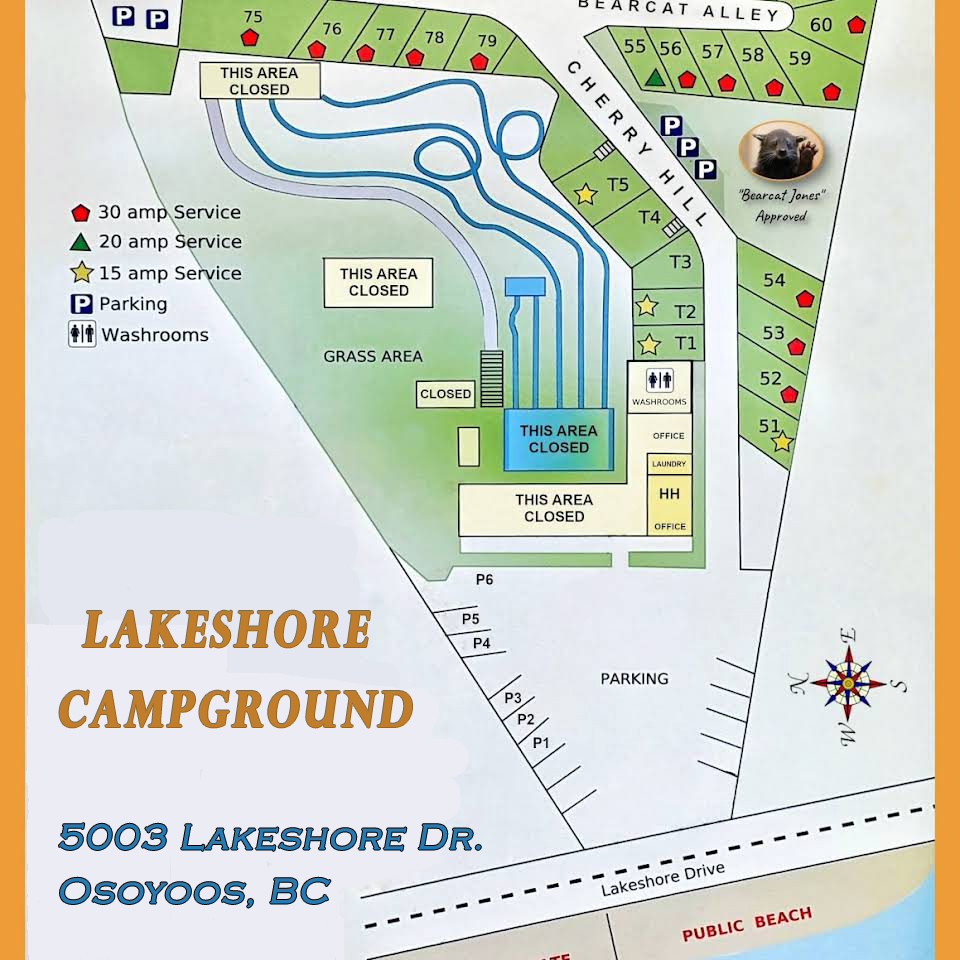 BEARCAT ALLEY
P P
75
76
77
78
79
55
56
57
58
59
60
THIS AREA
CLOSED
CHERRY HILL
P
P
P
"Bearcat Jones"
Approved
T5
T4
T3
T2
T1
30 amp Service
20 amp Service
15 amp Service
P Parking
Washrooms
THIS AREA
CLOSED
GRASS AREA
CLOSED
54
53
52
51
WASHROOMS
OFFICE
LAUNDRY
HH
OFFICE
THIS AREA
CLOSED
THIS AREA
CLOSED
P6
P5
P4
P3
P2
P1
PARKING
LAKESHORE
CAMPGROUND
E
N
S
W
5003 Lakeshore Dr.
Osoyoos, BC
Lakeshore Drive
PUBLIC BEACH